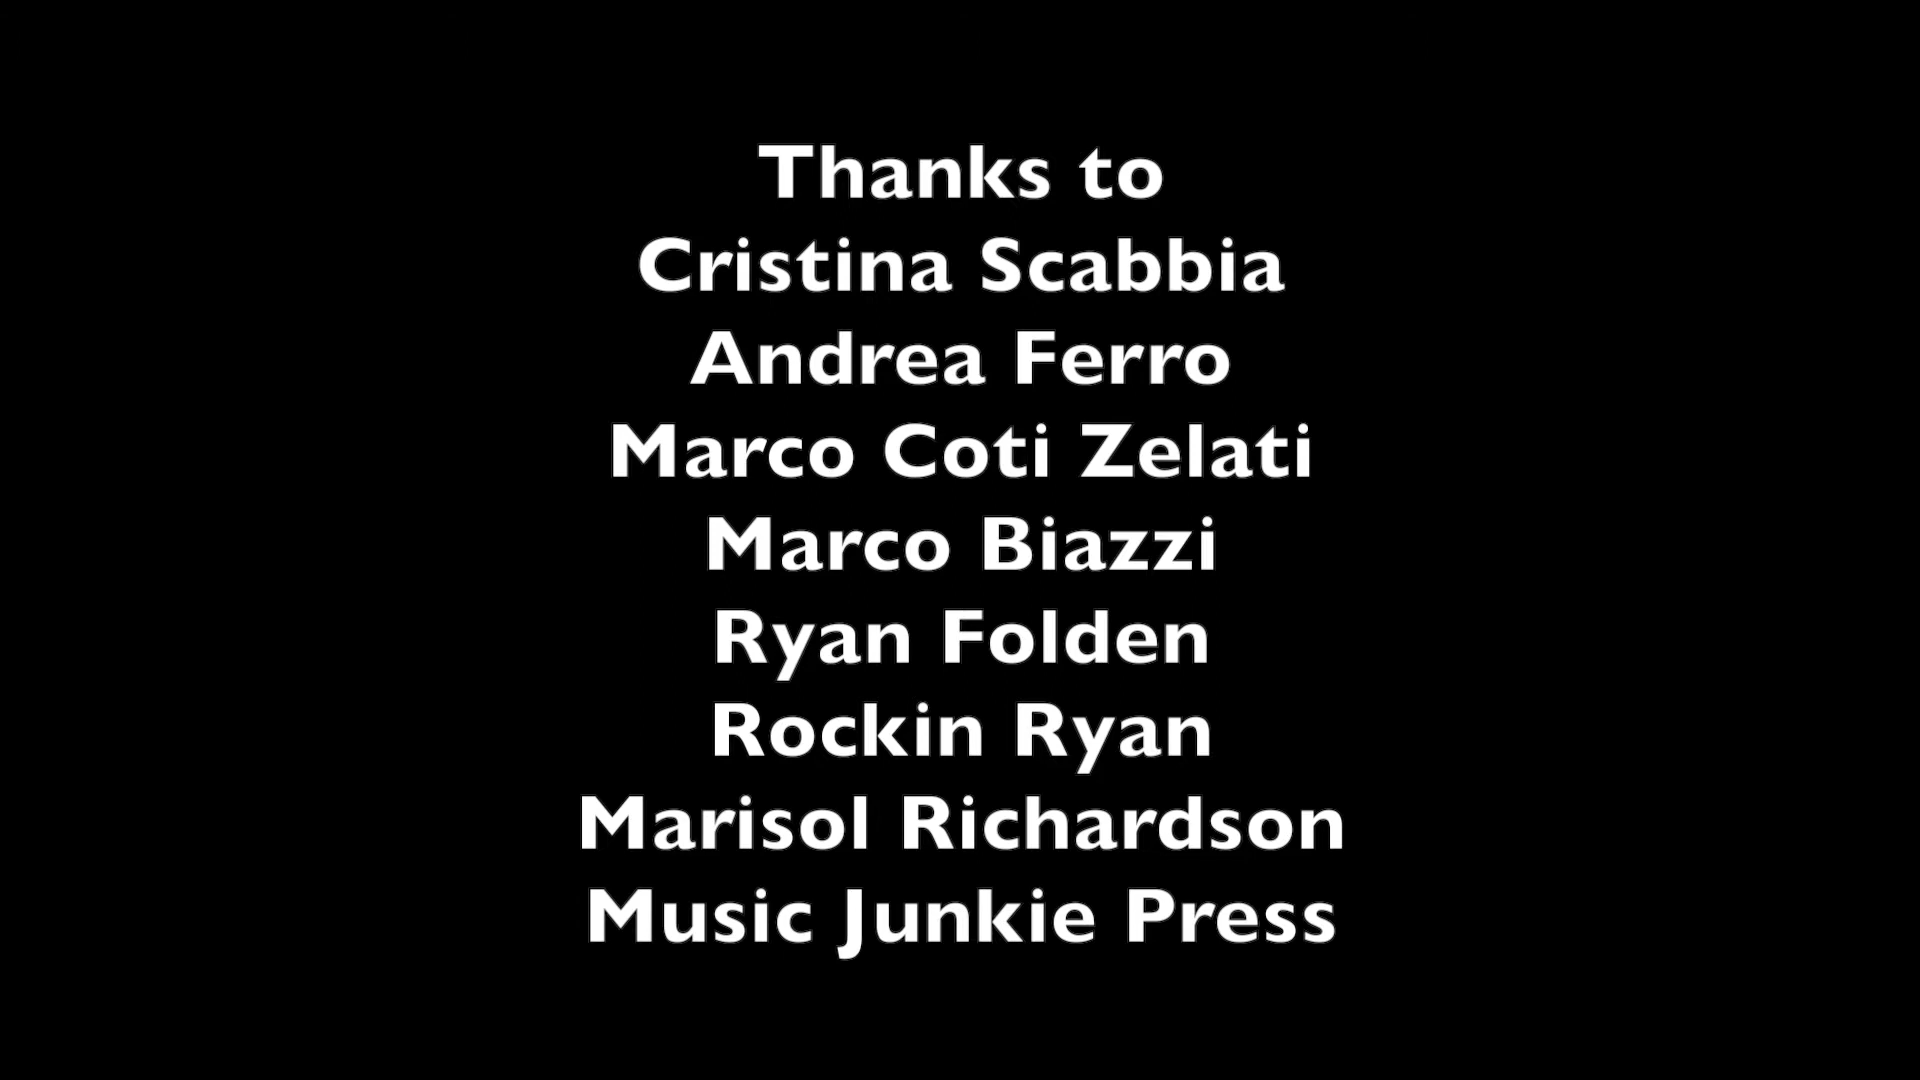 Thanks to
Cristina Scabbia
Andrea Ferro
Marco Coti Zelati
Marco Biazzi
Ryan Folden
Rockin Ryan
Marisol Richardson
Music Junkie Press